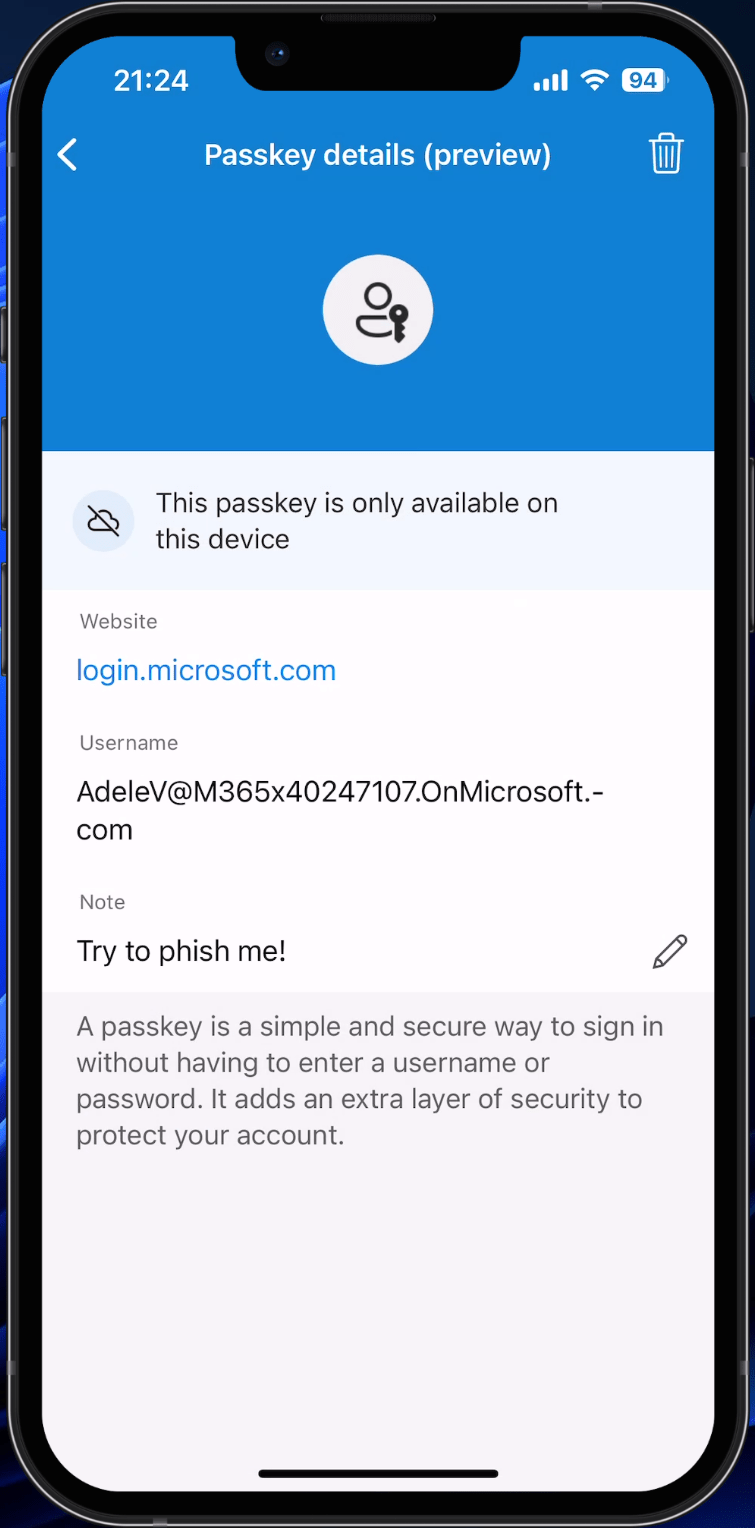 21:24
94
Passkey details (preview)
This passkey is only available on
this device
Website
login.microsoft.com
Username
AdeleV@M365x40247107.OnMicrosoft.-
com
Note
Try to phish me!
A passkey is a simple and secure way to sign in
without having to enter a username or
password. It adds an extra layer of security to
protect your account.